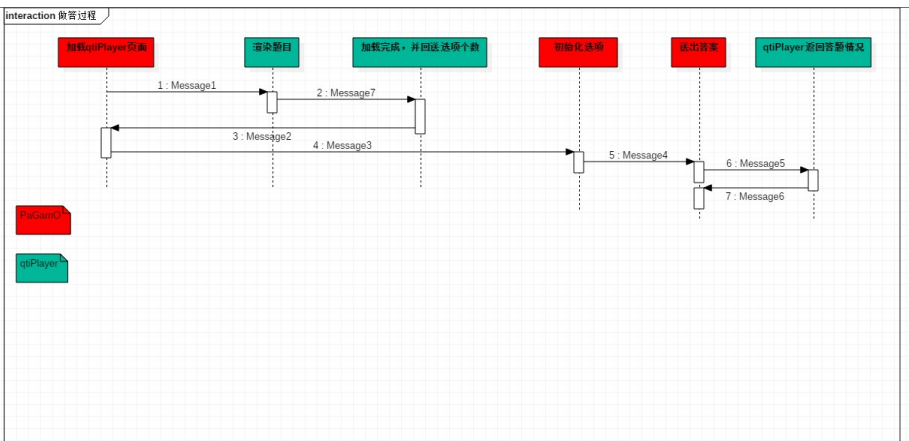 interaction 做答过程
加载qtiPlayer页面
渲染题目
加载完成，并回送选项个数
初始化选项
送出答案
qtiPlayer返回答题情况
1 : Message1
2 : Message7
3 : Message2
4 : Message3
5 : Message4
6 : Message5
7 : Message6
PaGamO
qtiPlayer